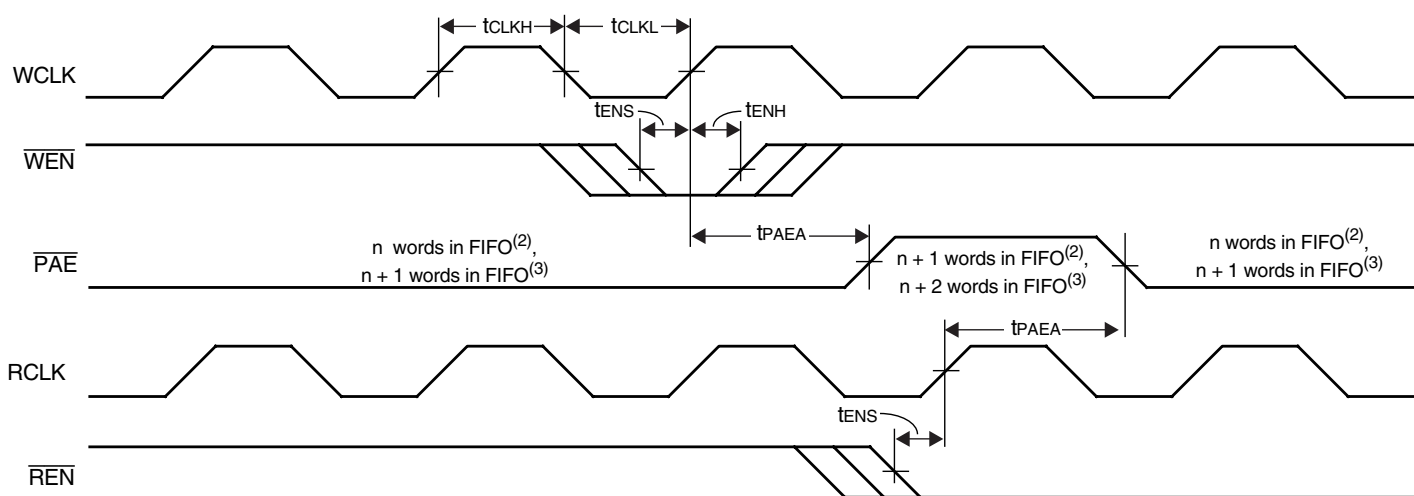 tCLKH tCLKL
WCLK
tENS tENH
WEN
tPAEA
PAE
n words in FIFO(2),
n + 1 words in FIFO(3)
n + 1 words in FIFO(2),
n + 2 words in FIFO(3)
n words in FIFO(2),
n + 1 words in FIFO(3)
tPAEA
RCLK
tENS
REN